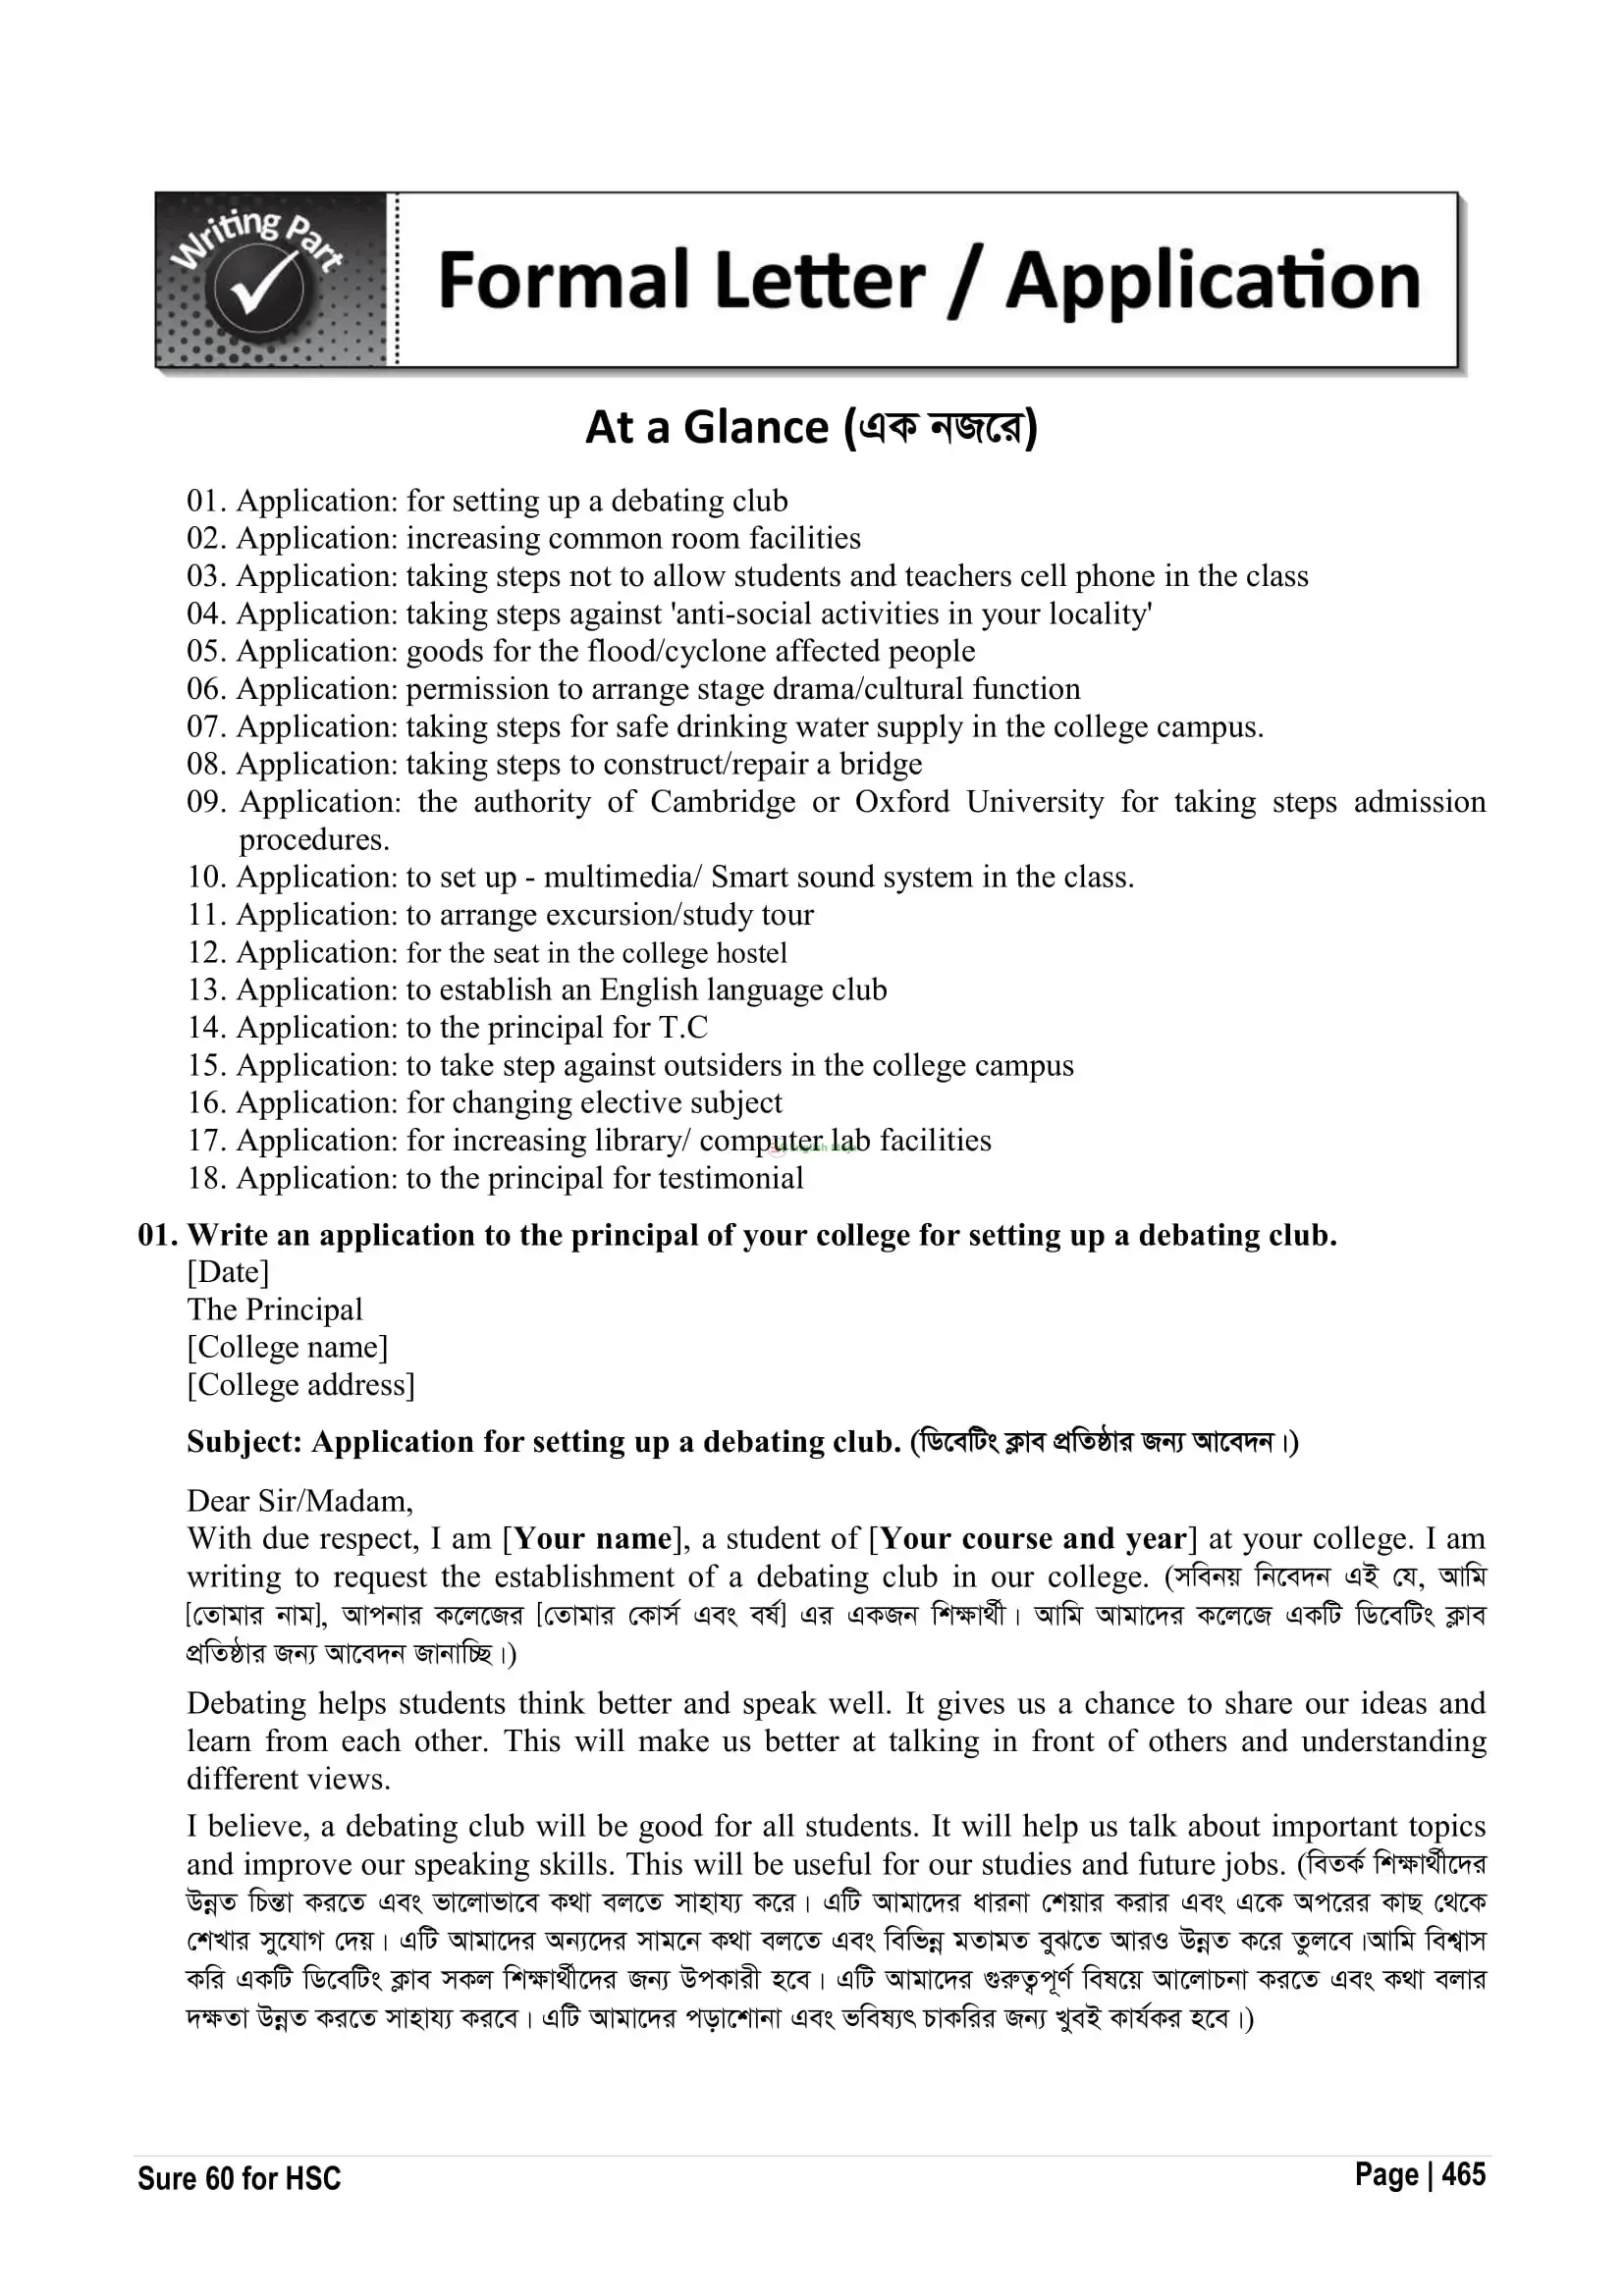 Writing Part
Formal Letter / Application
At a Glance (এক নজরে)
01. Application: for setting up a debating club
02. Application: increasing common room facilities
03. Application: taking steps not to allow students and teachers cell phone in the class
04. Application: taking steps against 'anti-social activities in your locality'
05. Application: goods for the flood/cyclone affected people
06. Application: permission to arrange stage drama/cultural function
07. Application: taking steps for safe drinking water supply in the college campus.
08. Application: taking steps to construct/repair a bridge
09. Application: the authority of Cambridge or Oxford University for taking steps admission
procedures.
10. Application: to set up - multimedia/ Smart sound system in the class.
11. Application: to arrange excursion/study tour
12. Application: for the seat in the college hostel
13. Application: to establish an English language club
14. Application: to the principal for T.C
15. Application: to take step against outsiders in the college campus
16. Application: for changing elective subject
17. Application: for increasing library/ computer lab facilities
18. Application: to the principal for testimonial
01. Write an application to the principal of your college for setting up a debating club.
[Date]
The Principal
[College name]
[College address]
Subject: Application for setting up a debating club. (ডিবেটিং ক্লাব প্রতিষ্ঠার জন্য আবেদন।)
Dear Sir/Madam,
With due respect, I am [Your name], a student of [Your course and year] at your college. I am
writing to request the establishment of a debating club in our college. (সবিনয় নিবেদন এই যে, আমি
[তোমার নাম], আপনার কলেজের [তোমার কোর্স এবং বর্ষ] এর একজন শিক্ষার্থী। আমি আমাদের কলেজে একটি ডিবেটিং ক্লাব
প্রতিষ্ঠার জন্য আবেদন জানাচ্ছি।)
Debating helps students think better and speak well. It gives us a chance to share our ideas and
learn from each other. This will make us better at talking in front of others and understanding
different views.
I believe, a debating club will be good for all students. It will help us talk about important topics
and improve our speaking skills. This will be useful for our studies and future jobs. (বিতর্ক শিক্ষার্থীদের
উন্নত চিন্তা করতে এবং ভালোভাবে কথা বলতে সাহায্য করে। এটি আমাদের ধারনা শেয়ার করার এবং একে অপরের কাছ থেকে
শেখার সুযোগ দেয়। এটি আমাদের অন্যদের সামনে কথা বলতে এবং বিভিন্ন মতামত বুঝতে আরও উন্নত করে তুলবে।আমি বিশ্বাস
করি একটি ডিবেটিং ক্লাব সকল শিক্ষার্থীদের জন্য উপকারী হবে। এটি আমাদের গুরুত্বপূর্ণ বিষয়ে আলোচনা করতে এবং কথা বলার
দক্ষতা উন্নত করতে সাহায্য করবে। এটি আমাদের পড়াশোনা এবং ভবিষ্যৎ চাকরির জন্য খুবই কার্যকর হবে।)
Sure 60 for HSC
Page | 465